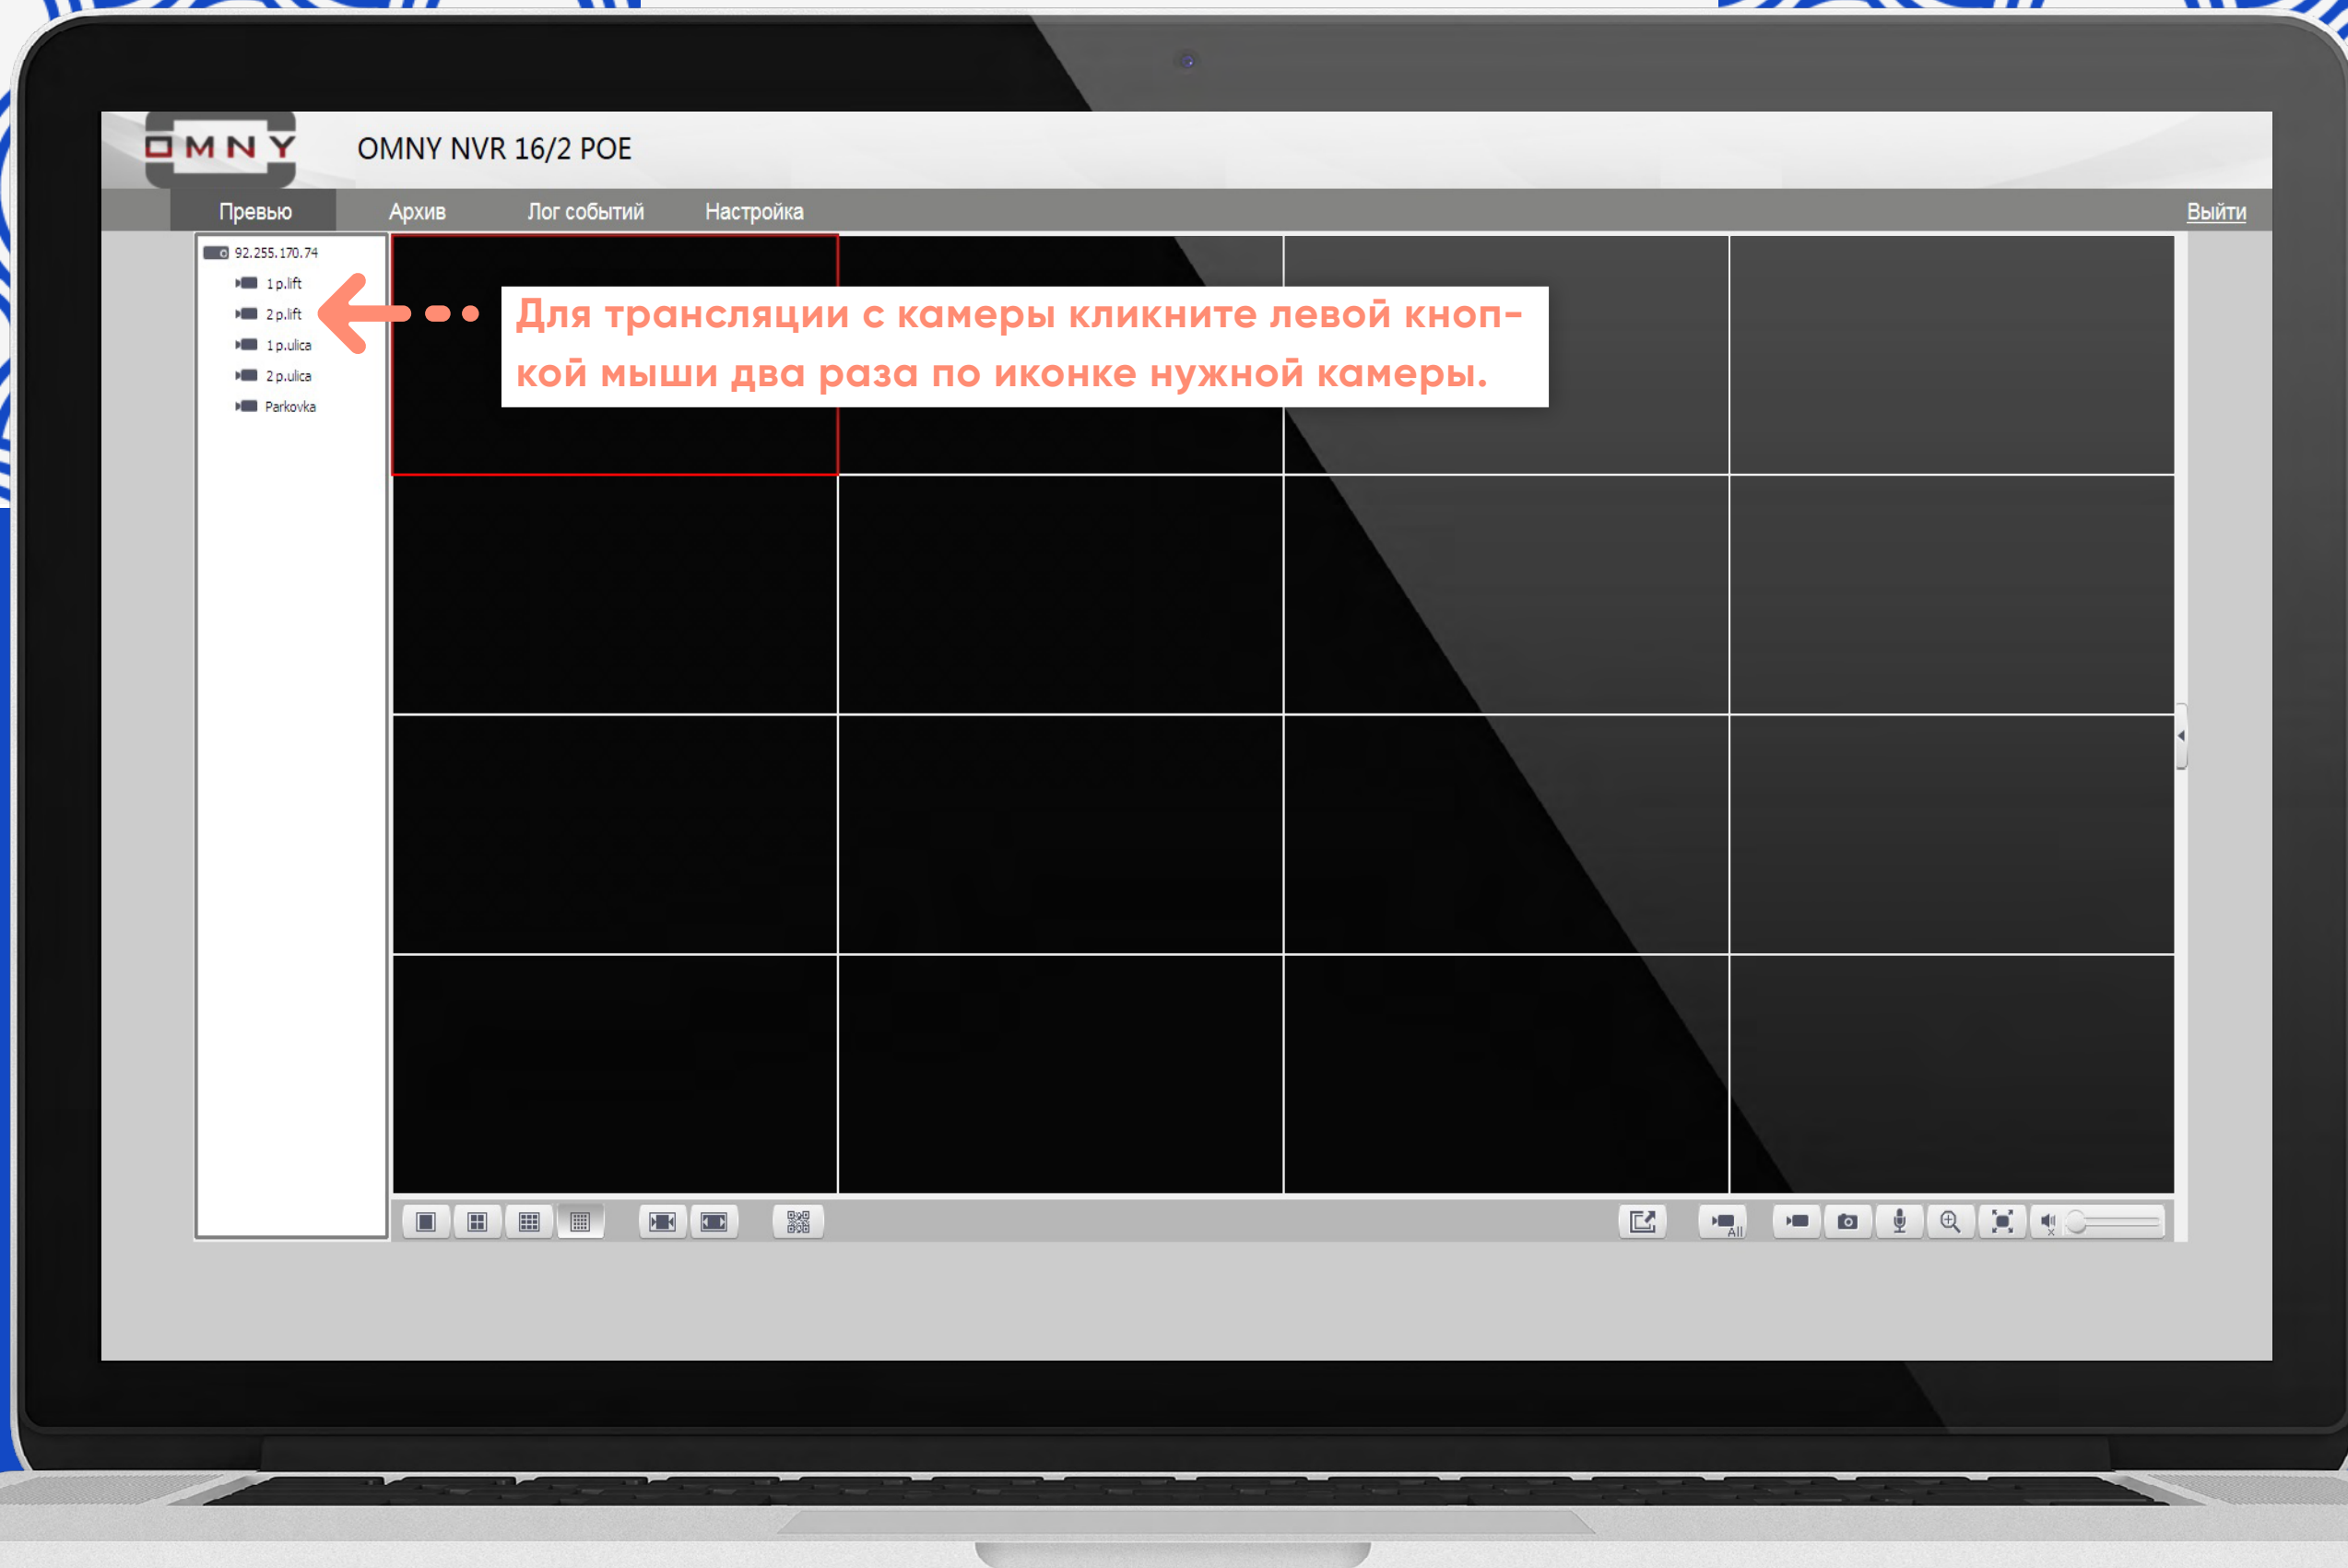 OMNY
OMNY NVR 16/2 POE
Превью
Архив
Лог событий
Настройка
Выйти
92.255.170.74
1 p.lift
2 p.lift
1 p.ulica
2 p.ulica
Parkovka
Для трансляции с камеры кликните левой кноп-
кой мыши два раза по иконке нужной камеры.
All